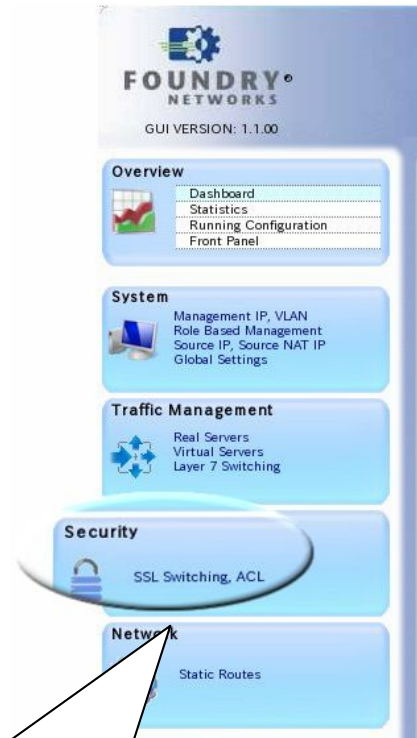 FOUNDRY
NETWORKS
GUI VERSION: 1.1.00
Overview
Dashboard
Statistics
Running Configuration
Front Panel
System
Management IP, VLAN
Role Based Management
Source IP, Source NAT IP
Global Settings
Traffic Management
Real Servers
Virtual Servers
Layer 7 Switching
Security
SSL Switching, ACL
Network
Static Routes